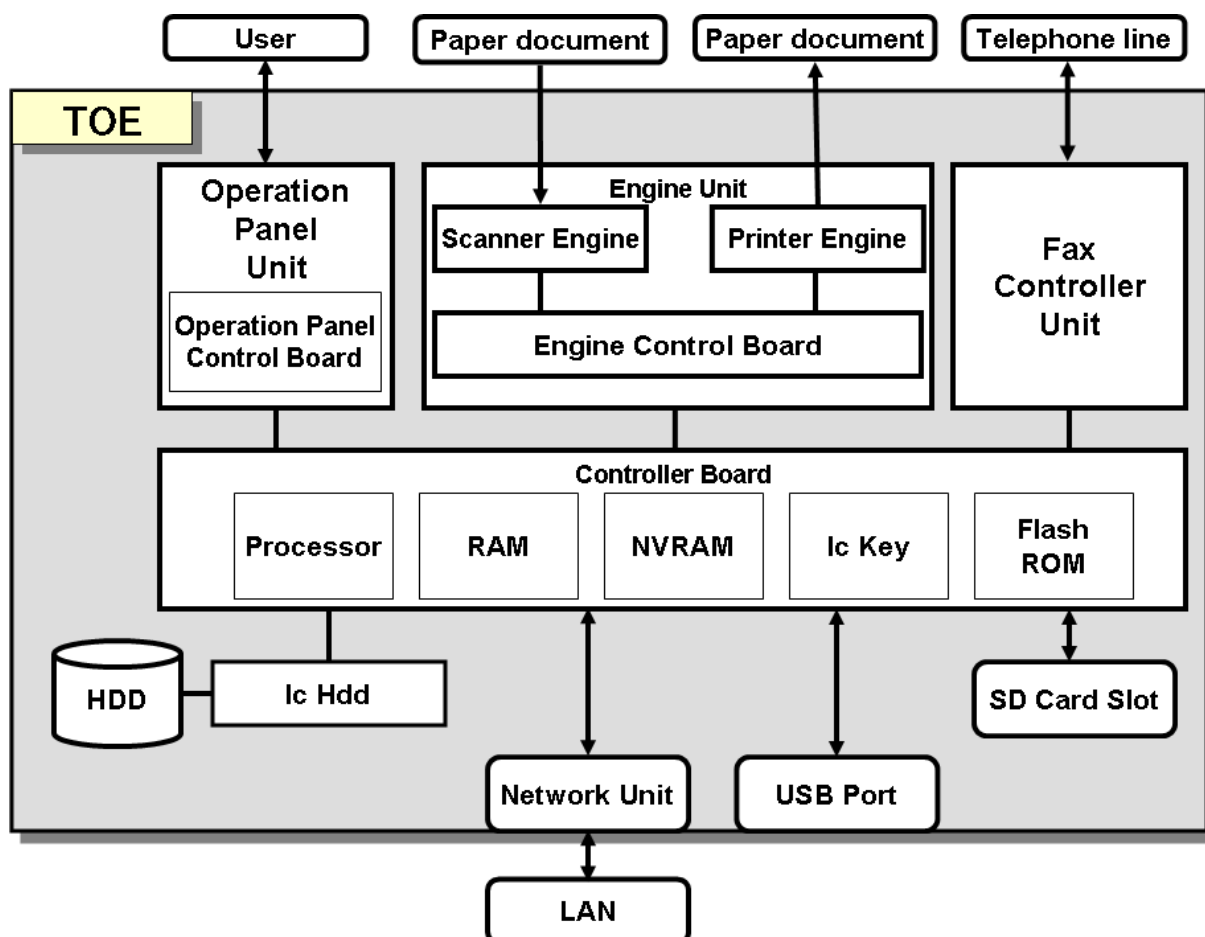 User
Paper document
Paper document
Telephone line
TOE
Operation
Panel
Unit
Operation Panel
Control Board
Engine Unit
Scanner Engine
Printer Engine
Engine Control Board
Fax
Controller
Unit
Controller Board
Processor
RAM
NVRAM
Ic Key
Flash
ROM
HDD
Ic Hdd
SD Card Slot
Network Unit
USB Port
LAN